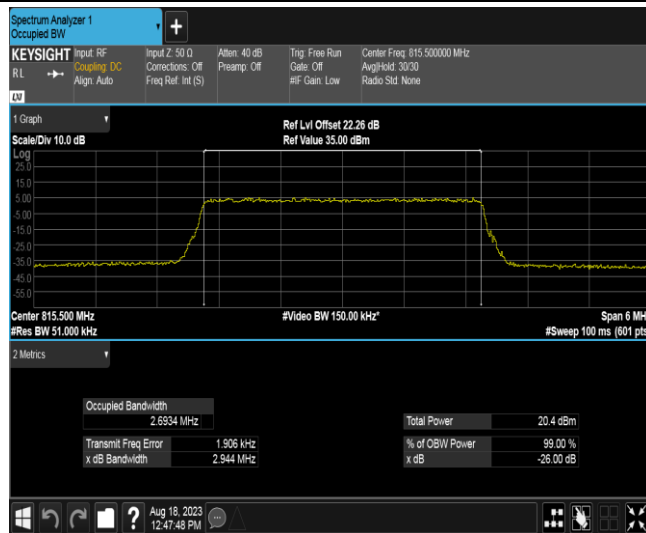 Spectrum Analyzer 1
Occupied BW
+
KEYSIGHT
RL
Input: RF
Coupling: DC
Align: Auto
Input Z: 50 Ω
Corrections: Off
Freq Ref: Int (S)
Atten: 40 dB
Preamp: Off
Trig: Free Run
Gate: Off
#IF Gain: Low
Center Freq: 815.500000 MHz
Avg|Hold: 30/30
Radio Std: None
1 Graph
Scale/Div 10.0 dB
Ref Lvl Offset 22.26 dB
Ref Value 35.00 dBm
Log
25.0
15.0
5.00
-5.00
-15.0
-25.0
-35.0
-45.0
-55.0
Center 815.500 MHz
#Res BW 51.000 kHz
#Video BW 150.00 kHz*
Span 6 MH
#Sweep 100 ms (601 pts
2 Metrics
Occupied Bandwidth
2.6934 MHz
Transmit Freq Error 1.906 kHz
x dB Bandwidth 2.944 MHz
Total Power 20.4 dBm
% of OBW Power 99.00 %
x dB -26.00 dB
?
Aug 18, 2023
12:47:48 PM